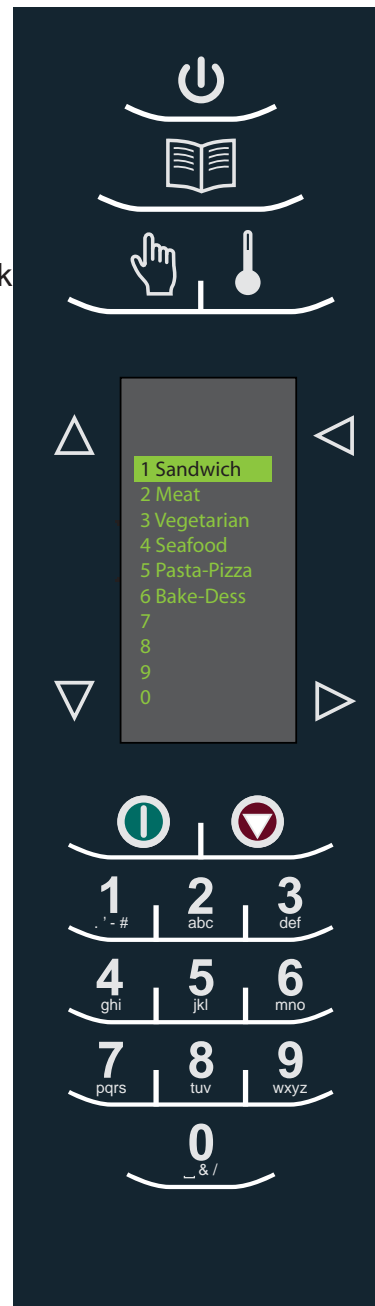 k
1 Sandwich
2 Meat
3 Vegetarian
4 Seafood
5 Pasta-Pizza
6 Bake-Dess
7
8
9
0
1 2 3
. ' - # abc def
4 5 6
ghi jkl mno
7 8 9
pqrs tuv wxyz
0
⎵ & /